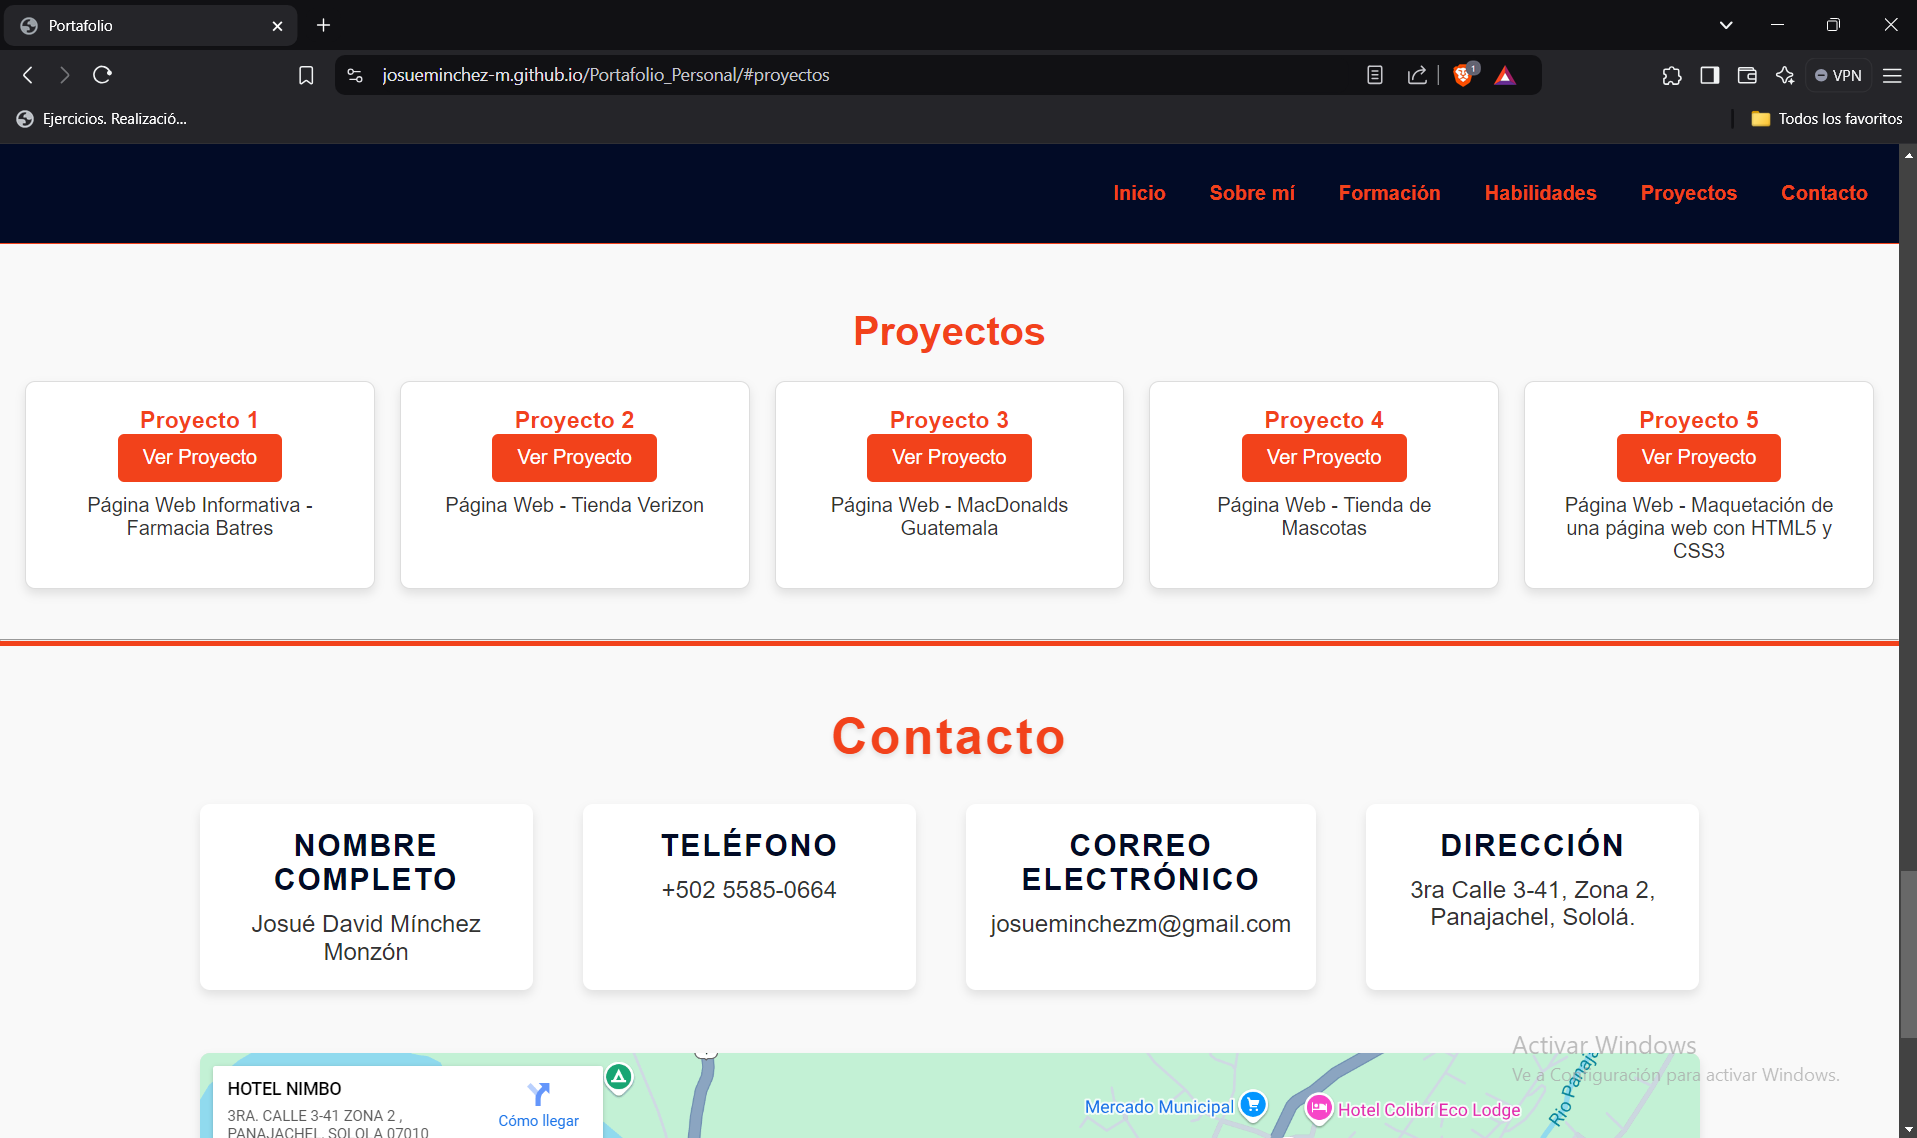 Portafolio
josueminchez-m.github.io/Portafolio_Personal/#proyectos
1
VPN
Ejercicios. Realizació...
Todos los favoritos
Inicio Sobre mí Formación Habilidades Proyectos Contacto
Proyectos
Proyecto 1
Ver Proyecto
Página Web Informativa -
Farmacia Batres
Proyecto 2
Ver Proyecto
Página Web - Tienda Verizon
Proyecto 3
Ver Proyecto
Página Web - MacDonalds
Guatemala
Proyecto 4
Ver Proyecto
Página Web - Tienda de
Mascotas
Proyecto 5
Ver Proyecto
Página Web - Maquetación de
una página web con HTML5 y
CSS3
Contacto
NOMBRE
COMPLETO
Josué David Mínchez
Monzón
TELÉFONO
+502 5585-0664
CORREO
ELECTRÓNICO
josueminchezm@gmail.com
DIRECCIÓN
3ra Calle 3-41, Zona 2,
Panajachel, Sololá.
HOTEL NIMBO
3RA. CALLE 3-41 ZONA 2 ,
PANAJACHEL, SOLOLA 07010
Cómo llegar
Mercado Municipal
Hotel Colibrí Eco Lodge
Rio Panaja
Activar Windows
Ve a Configuración para activar Windows.